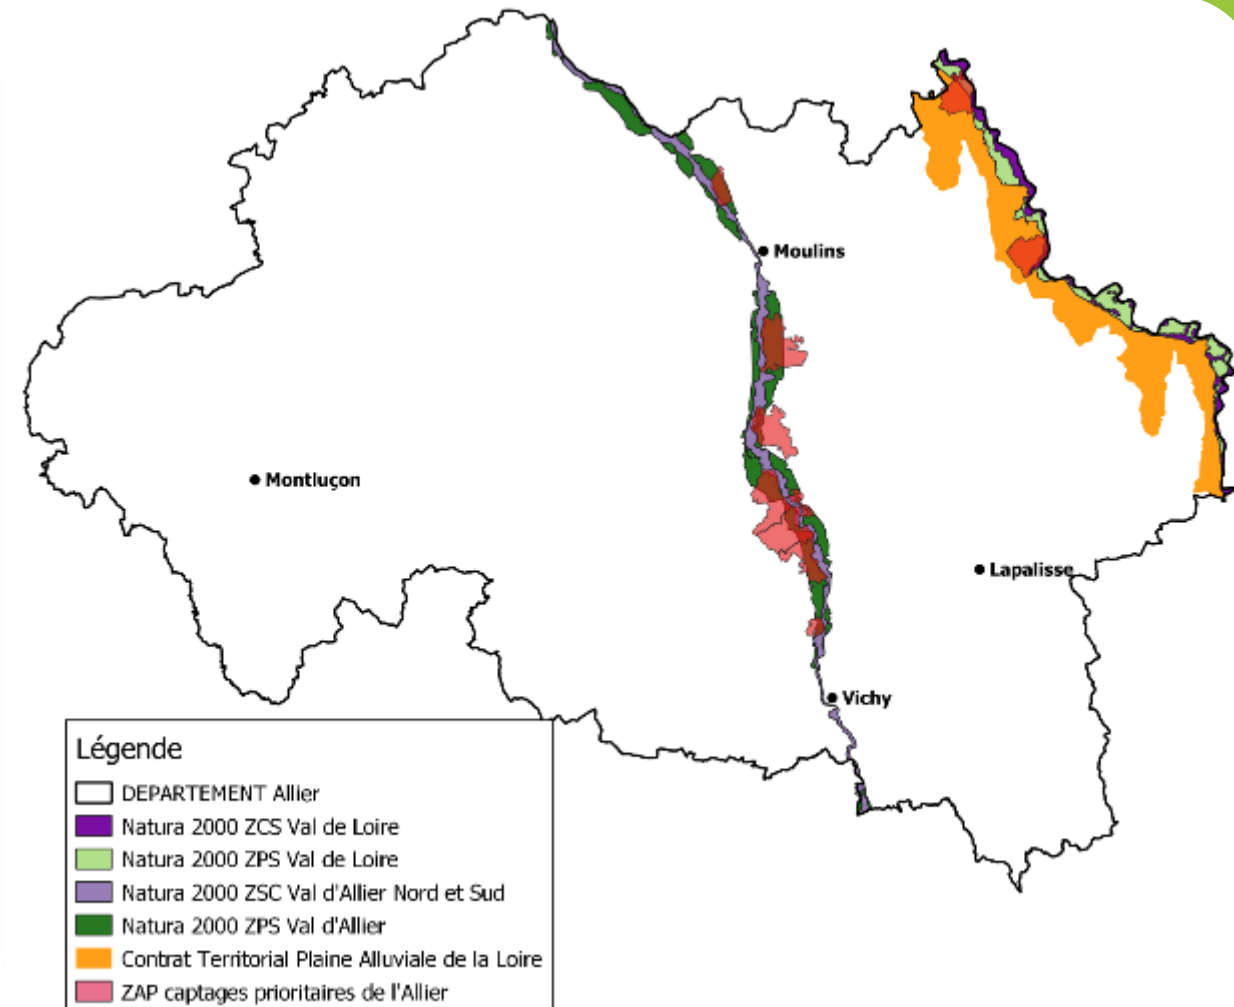 Moulins
Montluçon
Lapalisse
Vichy
Légende
DEPARTEMENT Allier
Natura 2000 ZCS Val de Loire
Natura 2000 ZPS Val de Loire
Natura 2000 ZSC Val d'Allier Nord et Sud
Natura 2000 ZPS Val d'Allier
Contrat Territorial Plaine Alluviale de la Loire
ZAP captages prioritaires de l'Allier